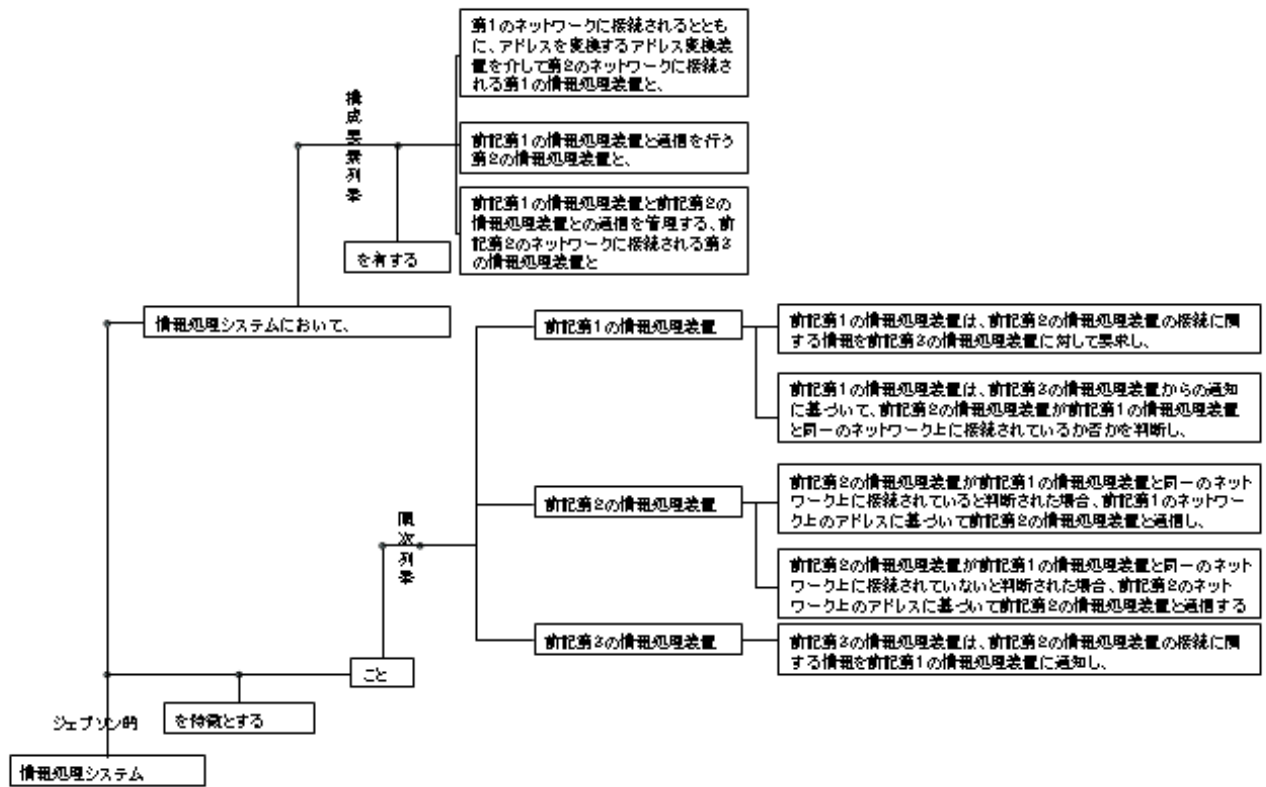 第1のネットワークに接続されるととも
に、アドレスを変換するアドレス変換装
置を介して第2のネットワークに接続さ
れる第1の情報処理装置と、
構成要素列挙
前記第1の情報処理装置と通信を行う
第2の情報処理装置と、
前記第1の情報処理装置と前記第2の
情報処理装置との通信を管理する、前
記第2のネットワークに接続される第3
の情報処理装置と
を有する
情報処理システムにおいて、
前記第1の情報処理装置
前記第1の情報処理装置は、前記第2の情報処理装置の接続に関
する情報を前記第3の情報処理装置に対して要求し、
前記第1の情報処理装置は、前記第3の情報処理装置からの通知
に基づいて、前記第2の情報処理装置が前記第1の情報処理装置
と同一のネットワーク上に接続されているか否かを判断し、
前記第2の情報処理装置
前記第2の情報処理装置が前記第1の情報処理装置と同一のネット
ワーク上に接続されていると判断された場合、前記第1のネットワー
ク上のアドレスに基づいて前記第2の情報処理装置と通信し、
順次列挙
前記第2の情報処理装置が前記第1の情報処理装置と同一のネット
ワーク上に接続されていないと判断された場合、前記第2のネット
ワーク上のアドレスに基づいて前記第2の情報処理装置と通信する
前記第3の情報処理装置
前記第3の情報処理装置は、前記第2の情報処理装置の接続に関
する情報を前記第1の情報処理装置に通知し、
こと
を特徴とする
ジェプソン的
情報処理システム